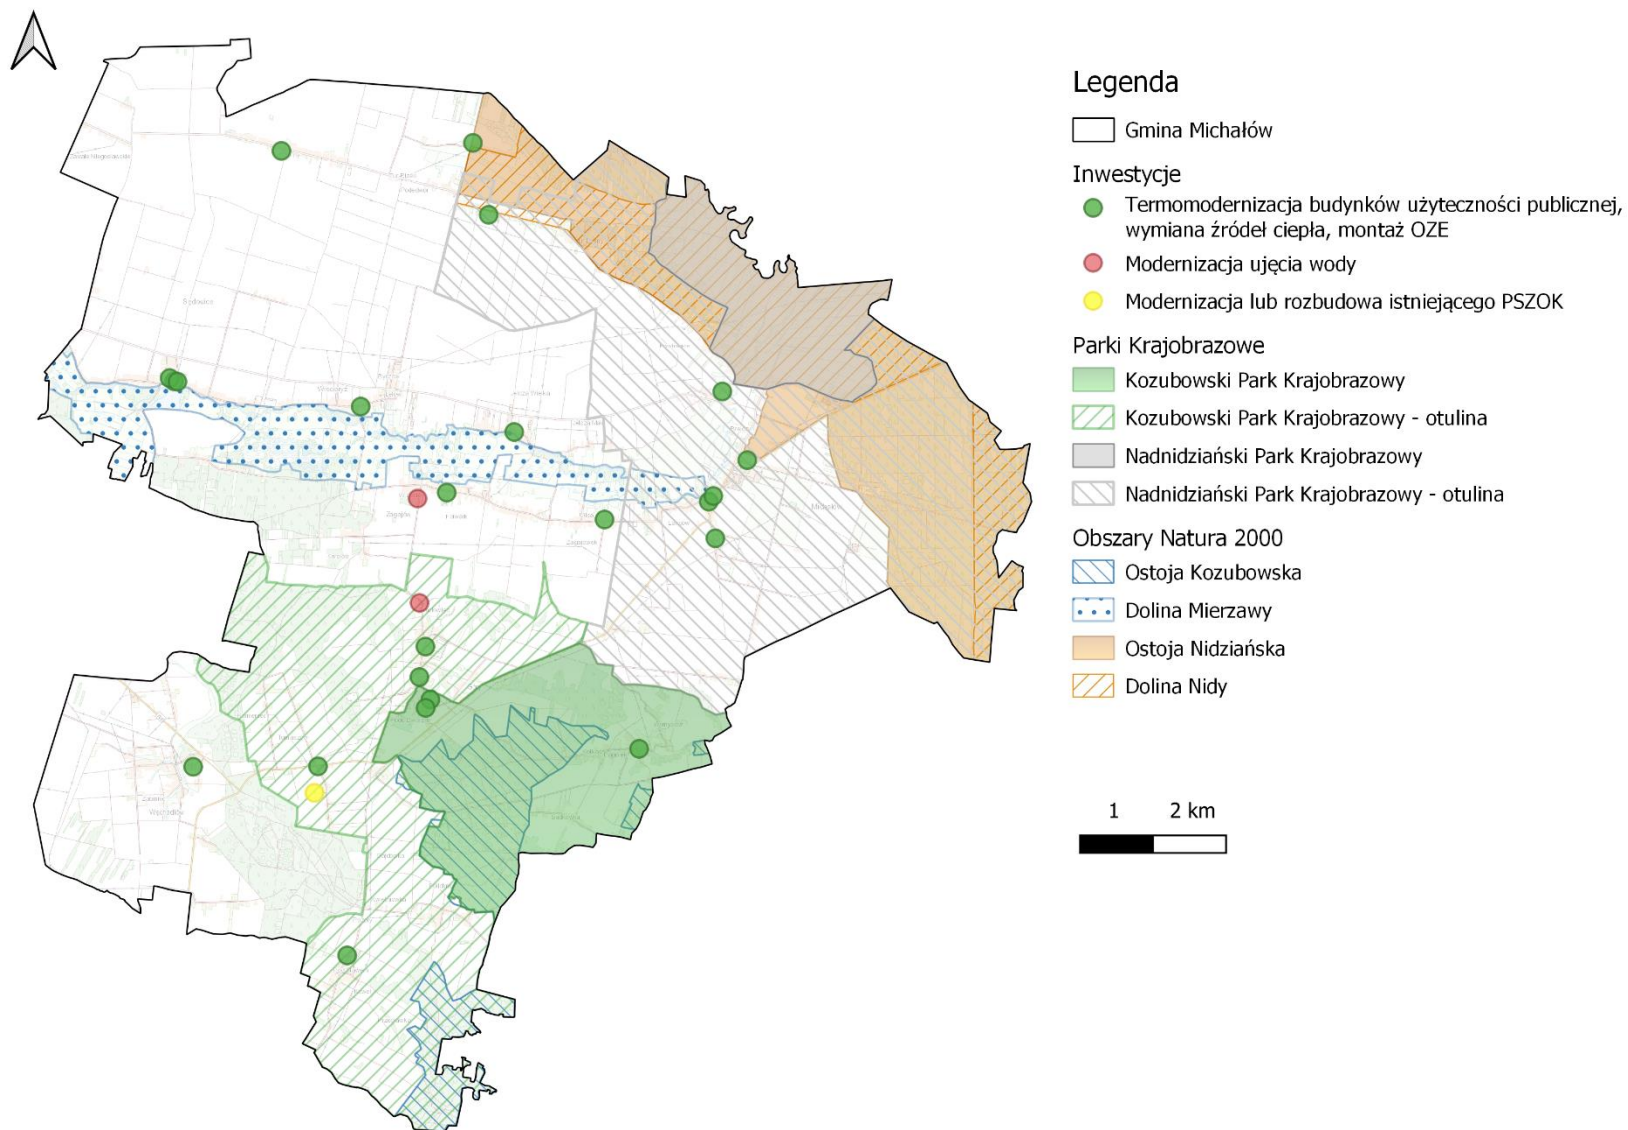 Legenda
Gmina Michałów
Inwestycje
Termomodernizacja budynków użyteczności publicznej,
wymiana źródeł ciepła, montaż OZE
Modernizacja ujęcia wody
Modernizacja lub rozbudowa istniejącego PSZOK
Parki Krajobrazowe
Kozubowski Park Krajobrazowy
Kozubowski Park Krajobrazowy - otulina
Nadnidziański Park Krajobrazowy
Nadnidziański Park Krajobrazowy - otulina
Obszary Natura 2000
Ostoja Kozubowska
Dolina Mierzawy
Ostoja Nidziańska
Dolina Nidy
1 2 km